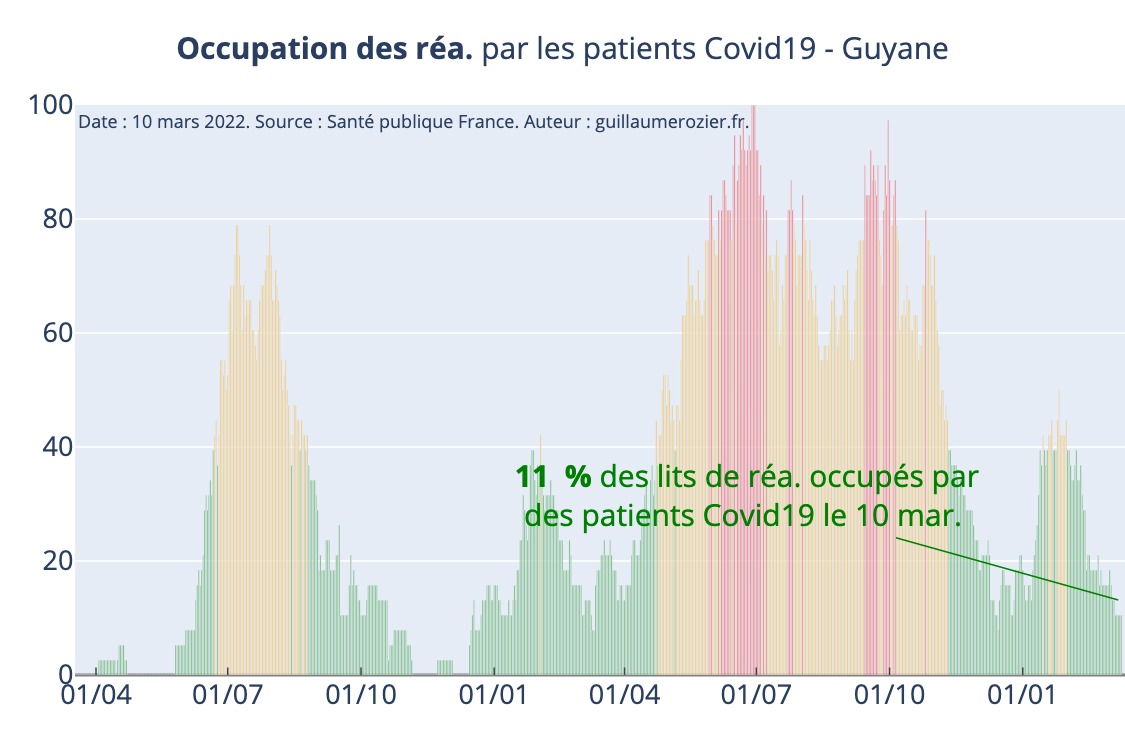 Occupation des réa. par les patients Covid19 - Guyane
100
Date : 10 mars 2022. Source : Santé publique France. Auteur : guillaumerozier.fr.
80
60
40
11 % des lits de réa. occupés par
des patients Covid19 le 10 mar.
20
0
01/04 01/07 01/10 01/01 01/04 01/07 01/10 01/01